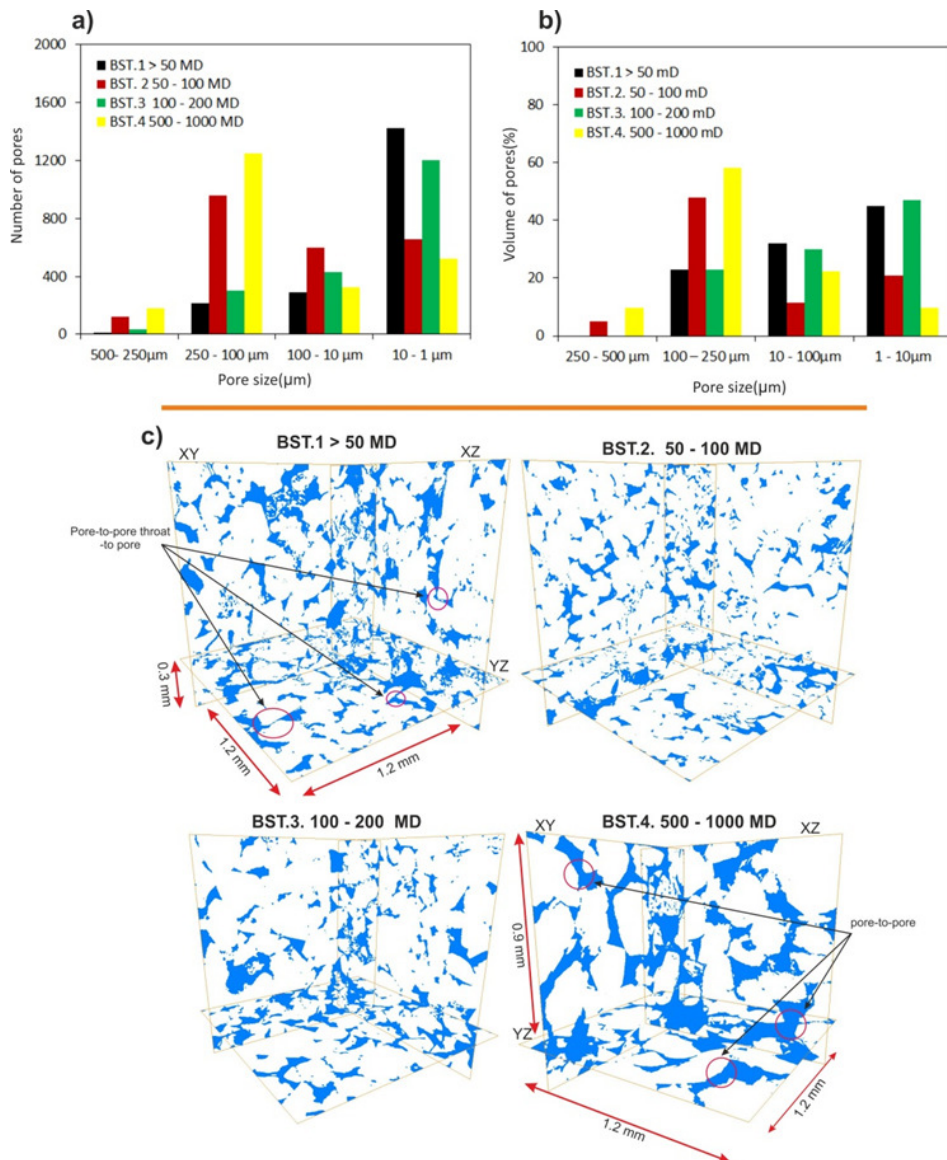 a)
2000
1600
1200
800
400
0
Number of pores
BST.1 > 50 MD
BST. 2 50 - 100 MD
BST.3 100 - 200 MD
BST.4 500 - 1000 MD
500- 250µm
250 - 100 µm
100 - 10 µm
10 - 1 µm
Pore size(µm)
b)
100
80
60
40
20
0
Volume of pores(%)
BST.1 > 50 mD
BST.2. 50 - 100 mD
BST.3. 100 - 200 mD
BST.4. 500 - 1000 mD
250 - 500 µm
100 – 250 µm
10 - 100µm
1 - 10µm
Pore size(µm)
c)
BST.1 > 50 MD
XY
XZ
Pore-to-pore throat
-to pore
YZ
0.3 mm
1.2 mm
1.2 mm
BST.2. 50 - 100 MD
BST.3. 100 - 200 MD
BST.4. 500 - 1000 MD
XY
XZ
pore-to-pore
0.9 mm
YZ
1.2 mm
1.2 mm